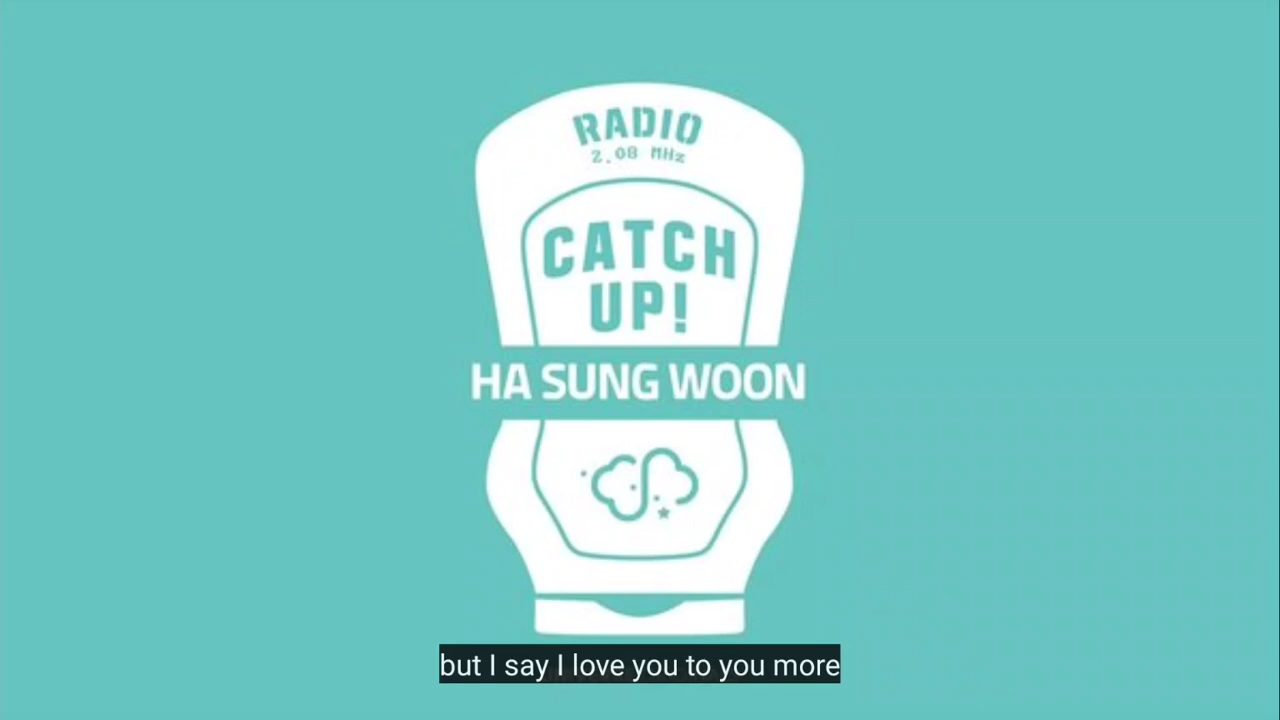 RADIO
2.08 MHz
CATCH
UP!
HA SUNG WOON
but I say I love you to you more